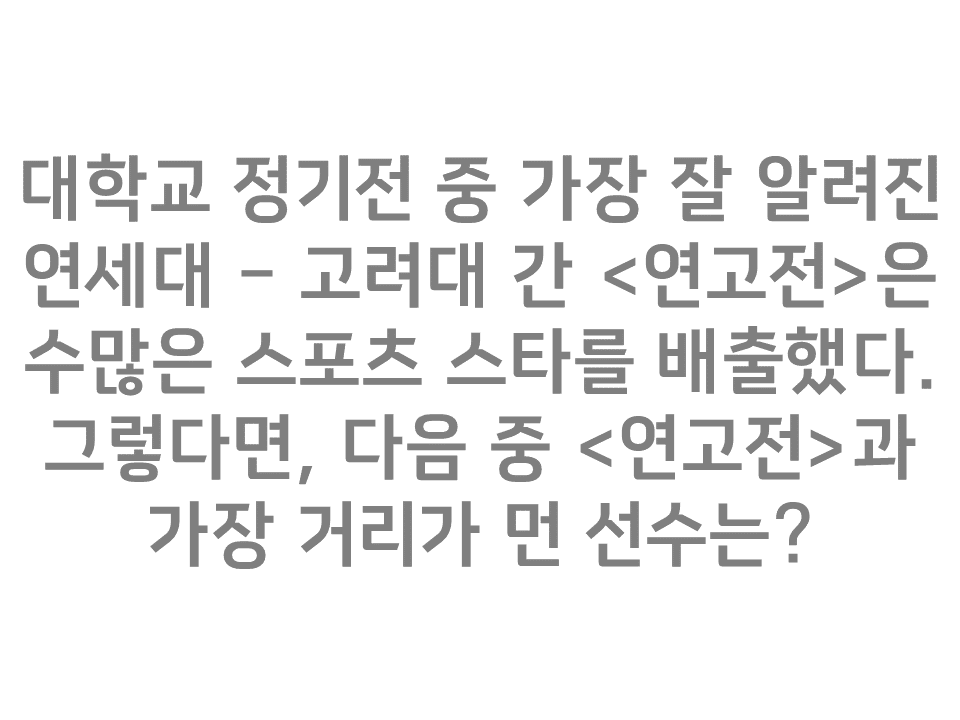 대학교 정기전 중 가장 잘 알려진
연세대 - 고려대 간 <연고전>은
수많은 스포츠 스타를 배출했다.
그렇다면, 다음 중 <연고전>과
가장 거리가 먼 선수는?